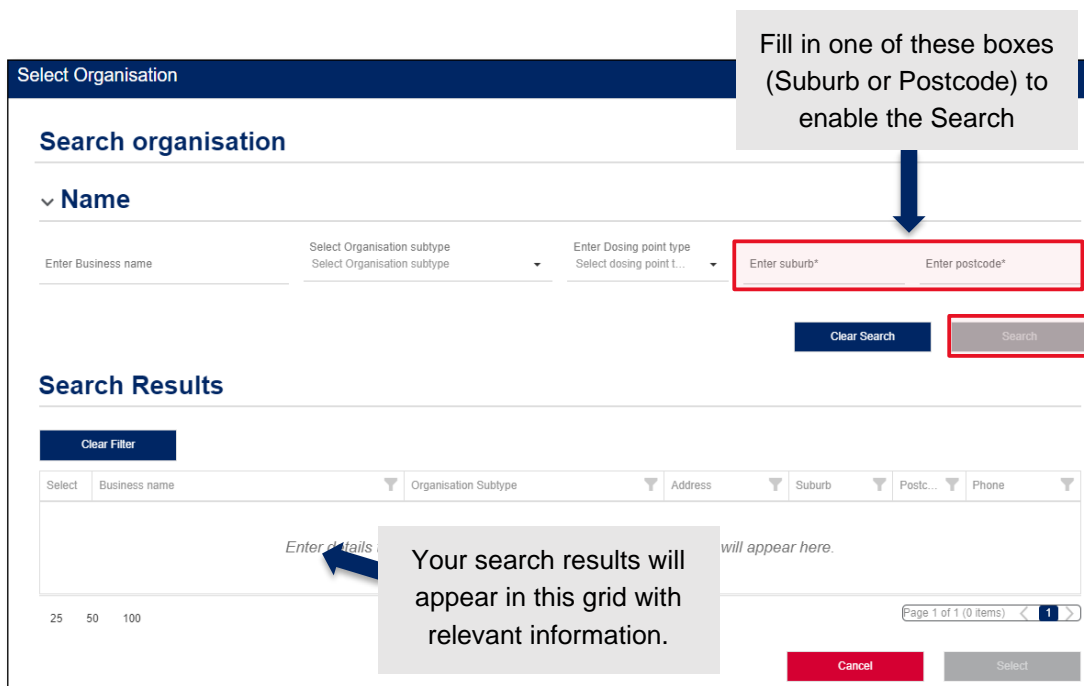 Fill in one of these boxes
(Suburb or Postcode) to
enable the Search
Select Organisation
Search organisation
Name
Enter Business name
Select Organisation subtype
Select Organisation subtype
Enter Dosing point type
Select dosing point t...
Enter suburb*
Enter postcode*
Clear Search
Search
Search Results
Clear Filter
Select Business name Organisation Subtype Address Suburb Postc... Phone
Enter details will appear here.
Your search results will
appear in this grid with
relevant information.
25 50 100
Page 1 of 1 (0 items) 1
Cancel
Select